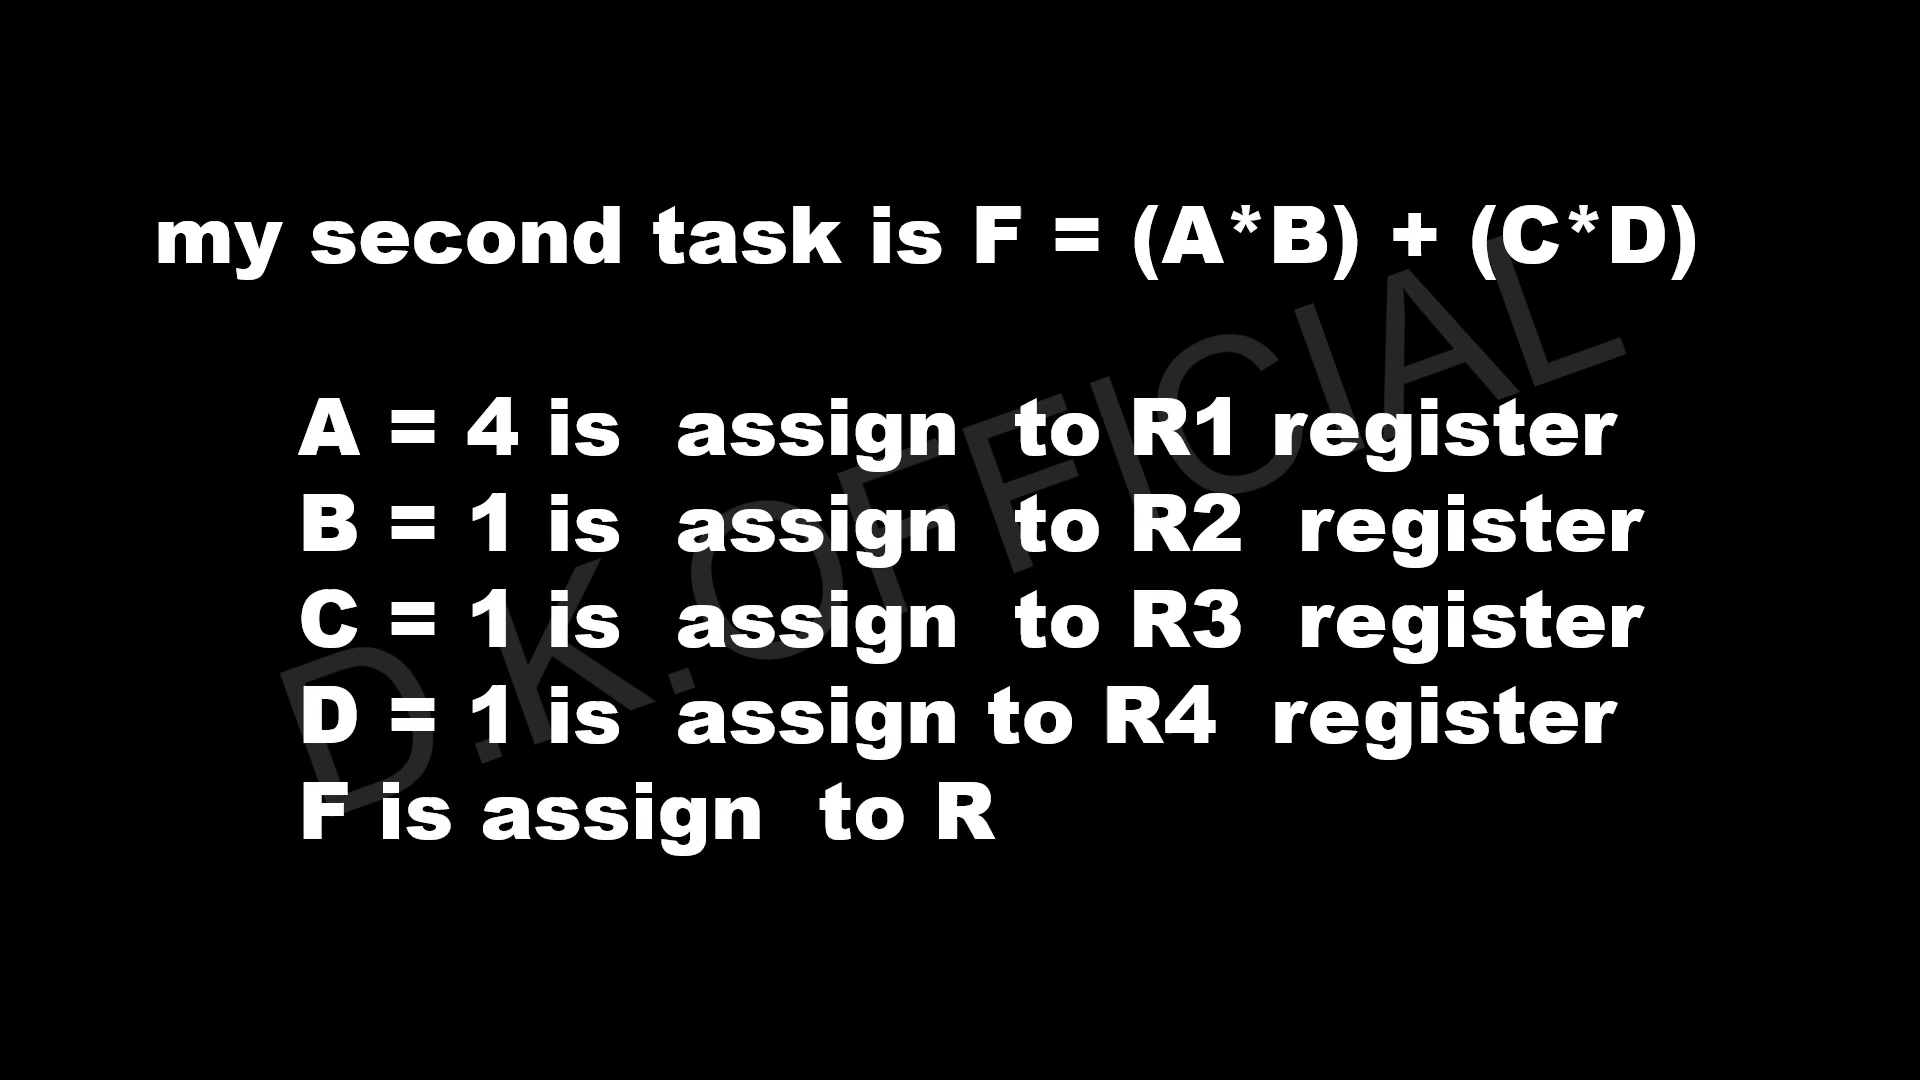 my second task is F = (A*B) + (C*D)
A = 4 is assign to R1 register
B = 1 is assign to R2 register
C = 1 is assign to R3 register
D = 1 is assign to R4 register
F is assign to R
D.K.OFFICIAL